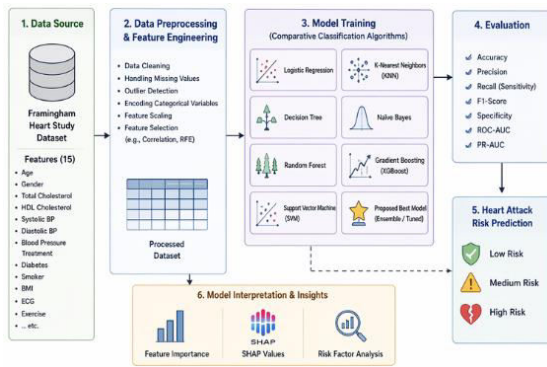 1. Data Source
Framingham
Heart Study
Dataset
Features (15)
• Age
• Gender
• Total Cholesterol
• HDL Cholesterol
• Systolic BP
• Diastolic BP
• Blood Pressure
Treatment
• Diabetes
• Smoker
• BMI
• ECG
• Exercise
• ... etc.
2. Data Preprocessing
& Feature Engineering
• Data Cleaning
• Handling Missing Values
• Outlier Detection
• Encoding Categorical Variables
• Feature Scaling
• Feature Selection
(e.g., Correlation, RFE)
Processed
Dataset
3. Model Training
(Comparative Classification Algorithms)
Logistic Regression
K-Nearest Neighbors
(KNN)
Decision Tree
Naive Bayes
Random Forest
Gradient Boosting
(XGBoost)
Support Vector Machine
(SVM)
Proposed Best Model
(Ensemble / Tuned)
4. Evaluation
Accuracy
Precision
Recall (Sensitivity)
F1-Score
Specificity
ROC-AUC
PR-AUC
5. Heart Attack
Risk Prediction
Low Risk
Medium Risk
High Risk
6. Model Interpretation & Insights
Feature Importance
SHAP
SHAP Values
Risk Factor Analysis